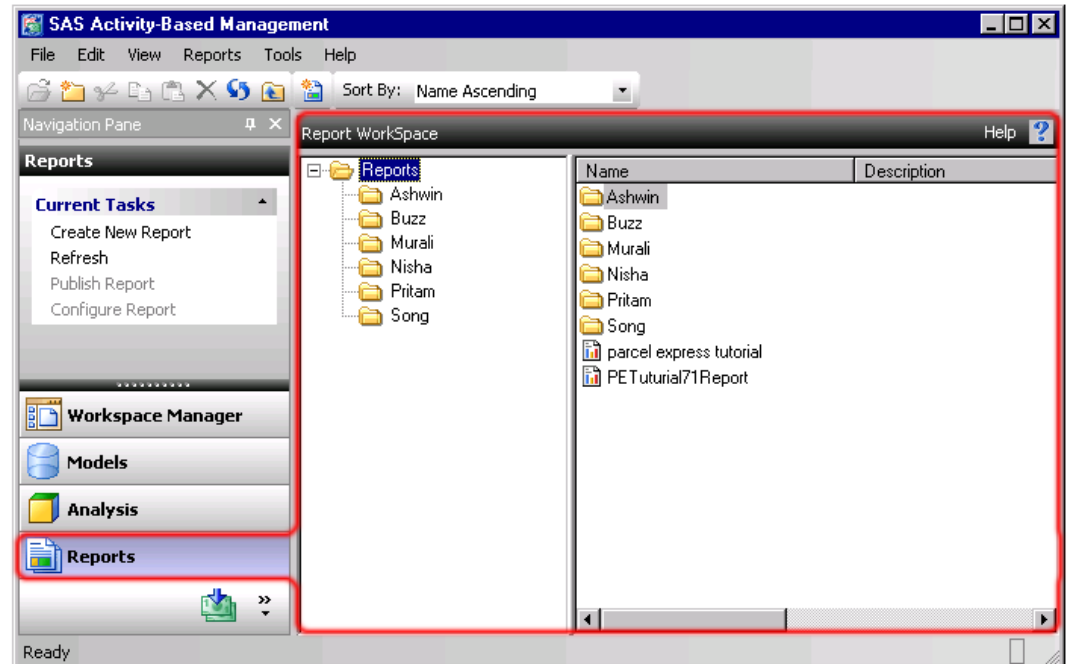 SAS Activity-Based Management
File Edit View Reports Tools Help
Sort By: Name Ascending
Navigation Pane
Report WorkSpace
Help ?
Reports
Current Tasks
Create New Report
Refresh
Publish Report
Configure Report
Workspace Manager
Models
Analysis
Reports
Reports
Ashwin
Buzz
Murali
Nisha
Pritam
Song
Name Description
Ashwin
Buzz
Murali
Nisha
Pritam
Song
parcel express tutorial
PETuturial71Report
Ready